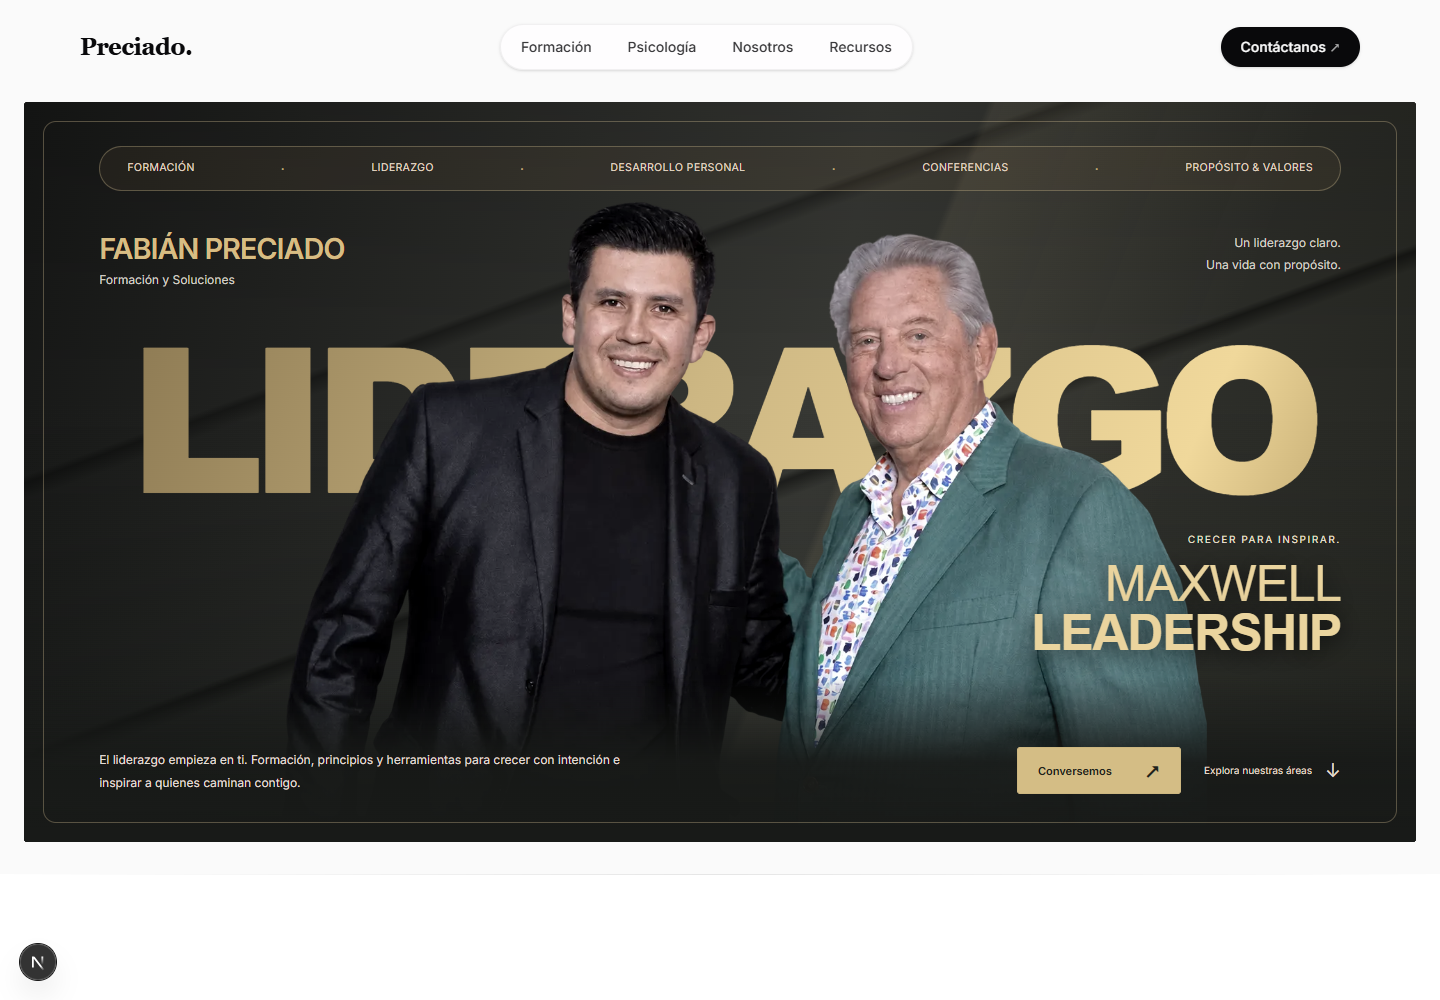 Preciado.
Formación Psicología Nosotros Recursos
Contáctanos ↗
FORMACIÓN · LIDERAZGO · DESARROLLO PERSONAL · CONFERENCIAS · PROPÓSITO & VALORES
FABIÁN PRECIADO
Formación y Soluciones
Un liderazgo claro.
Una vida con propósito.
LIDERAZGO
CRECER PARA INSPIRAR.
MAXWELL
LEADERSHIP
El liderazgo empieza en ti. Formación, principios y herramientas para crecer con intención e
inspirar a quienes caminan contigo.
Conversemos ↗
Explora nuestras áreas ↓
N